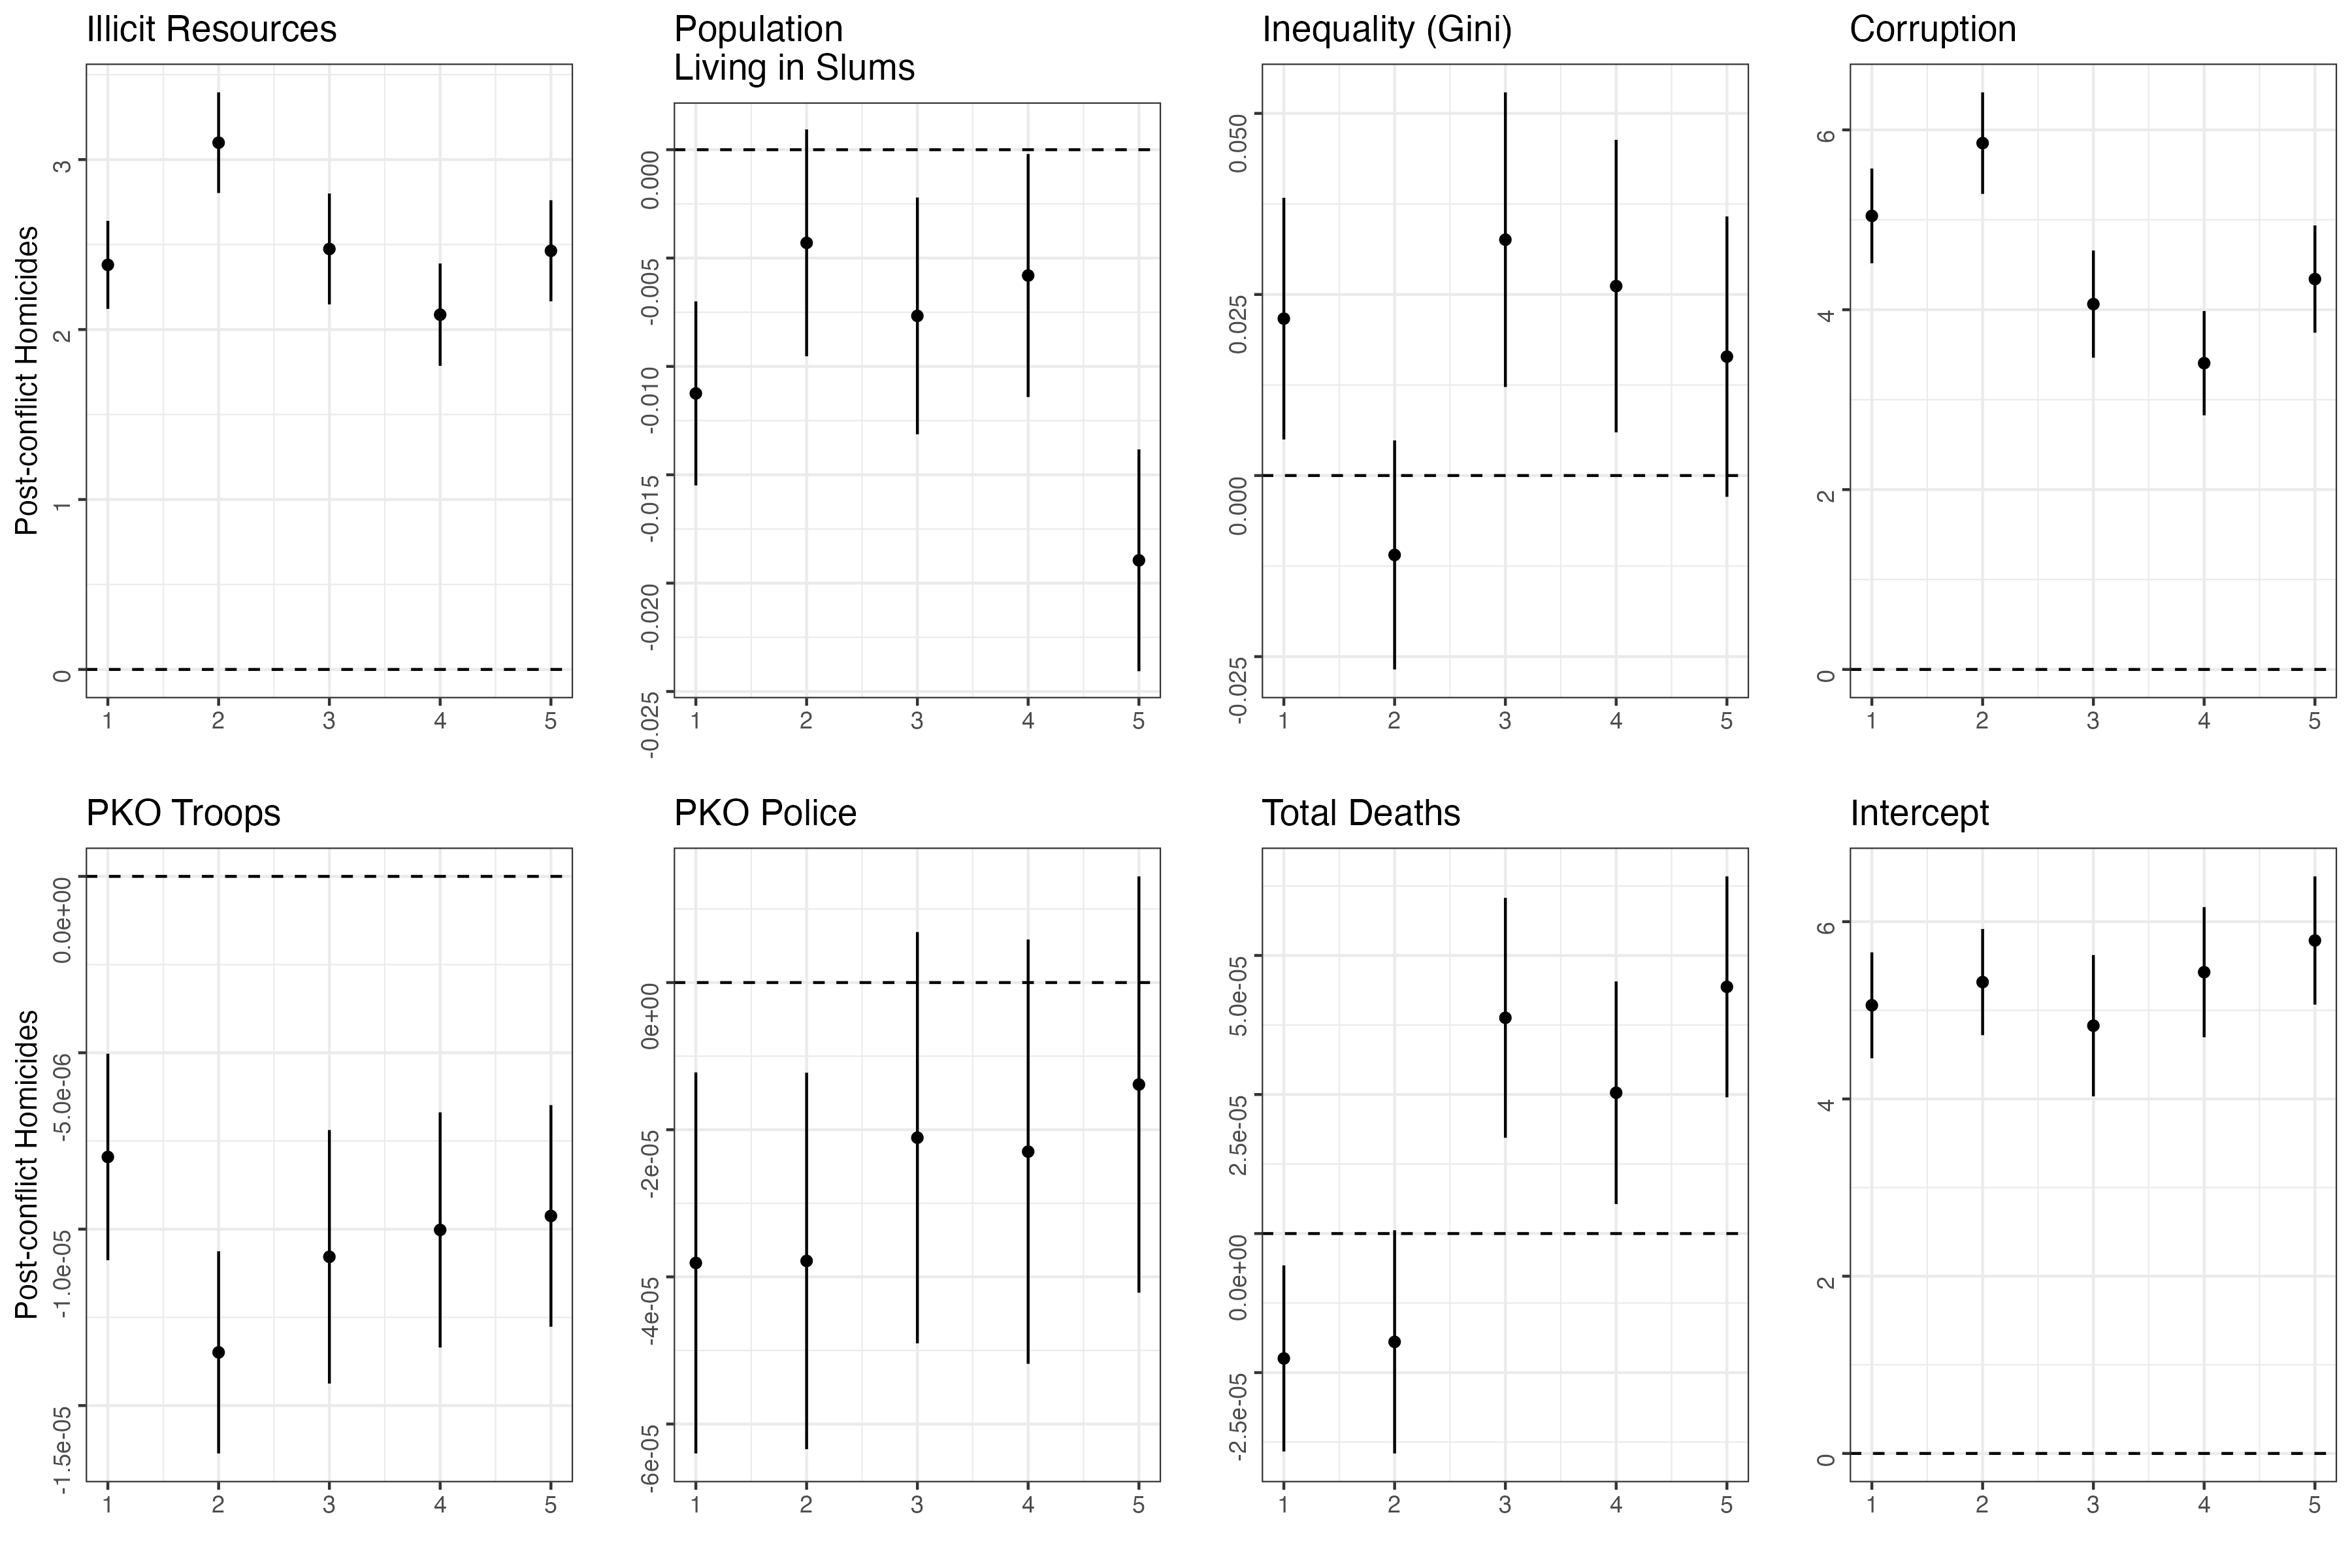 Illicit Resources
Post-conflict Homicides
3
2
1
0
1 2 3 4 5
Population
Living in Slums
0.000
-0.005
-0.010
-0.015
-0.020
-0.025
1 2 3 4 5
Inequality (Gini)
0.050
0.025
0.000
-0.025
1 2 3 4 5
Corruption
6
4
2
0
1 2 3 4 5
PKO Troops
Post-conflict Homicides
0.0e+00
-5.0e-06
-1.0e-05
-1.5e-05
1 2 3 4 5
PKO Police
0e+00
-2e-05
-4e-05
-6e-05
1 2 3 4 5
Total Deaths
5.0e-05
2.5e-05
0.0e+00
-2.5e-05
1 2 3 4 5
Intercept
6
4
2
0
1 2 3 4 5